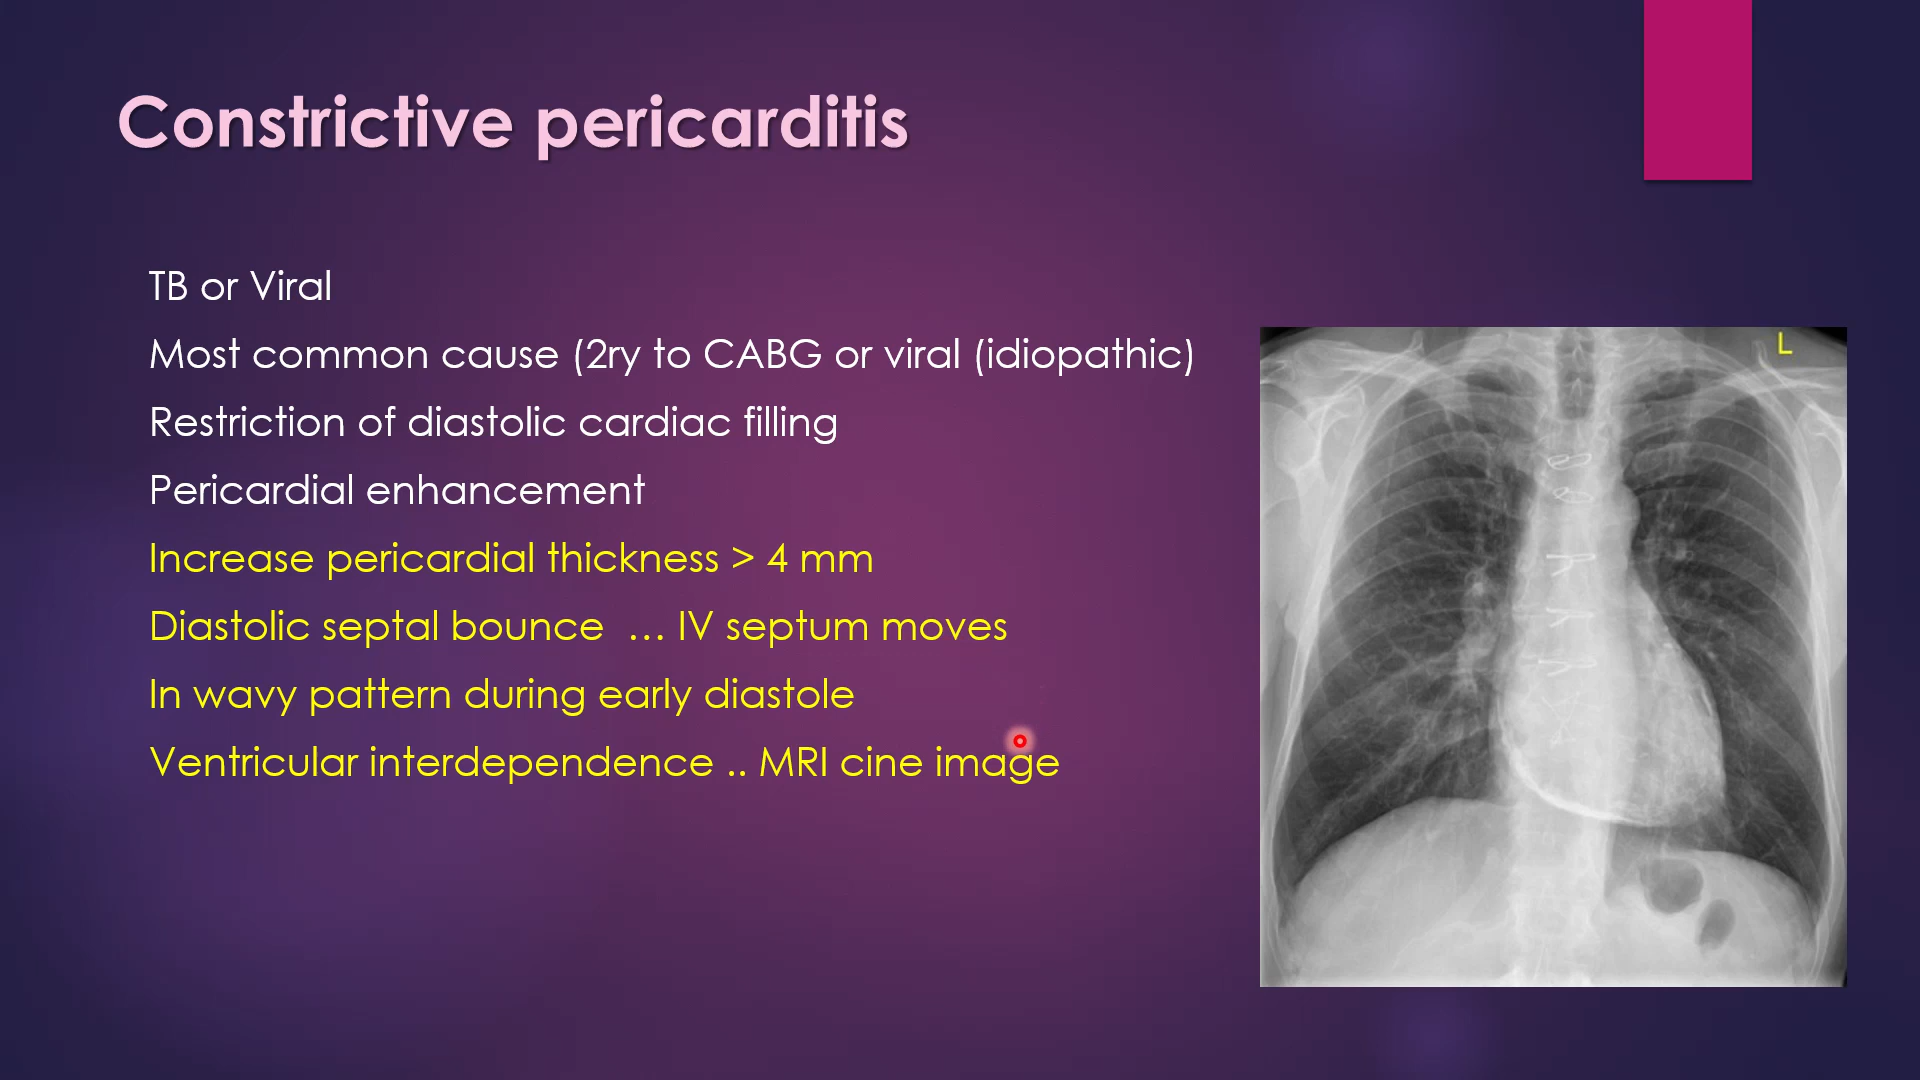 Constrictive pericarditis
TB or Viral
Most common cause (2ry to CABG or viral (idiopathic)
Restriction of diastolic cardiac filling
Pericardial enhancement
Increase pericardial thickness > 4 mm
Diastolic septal bounce … IV septum moves
In wavy pattern during early diastole
Ventricular interdependence .. MRI cine image
L